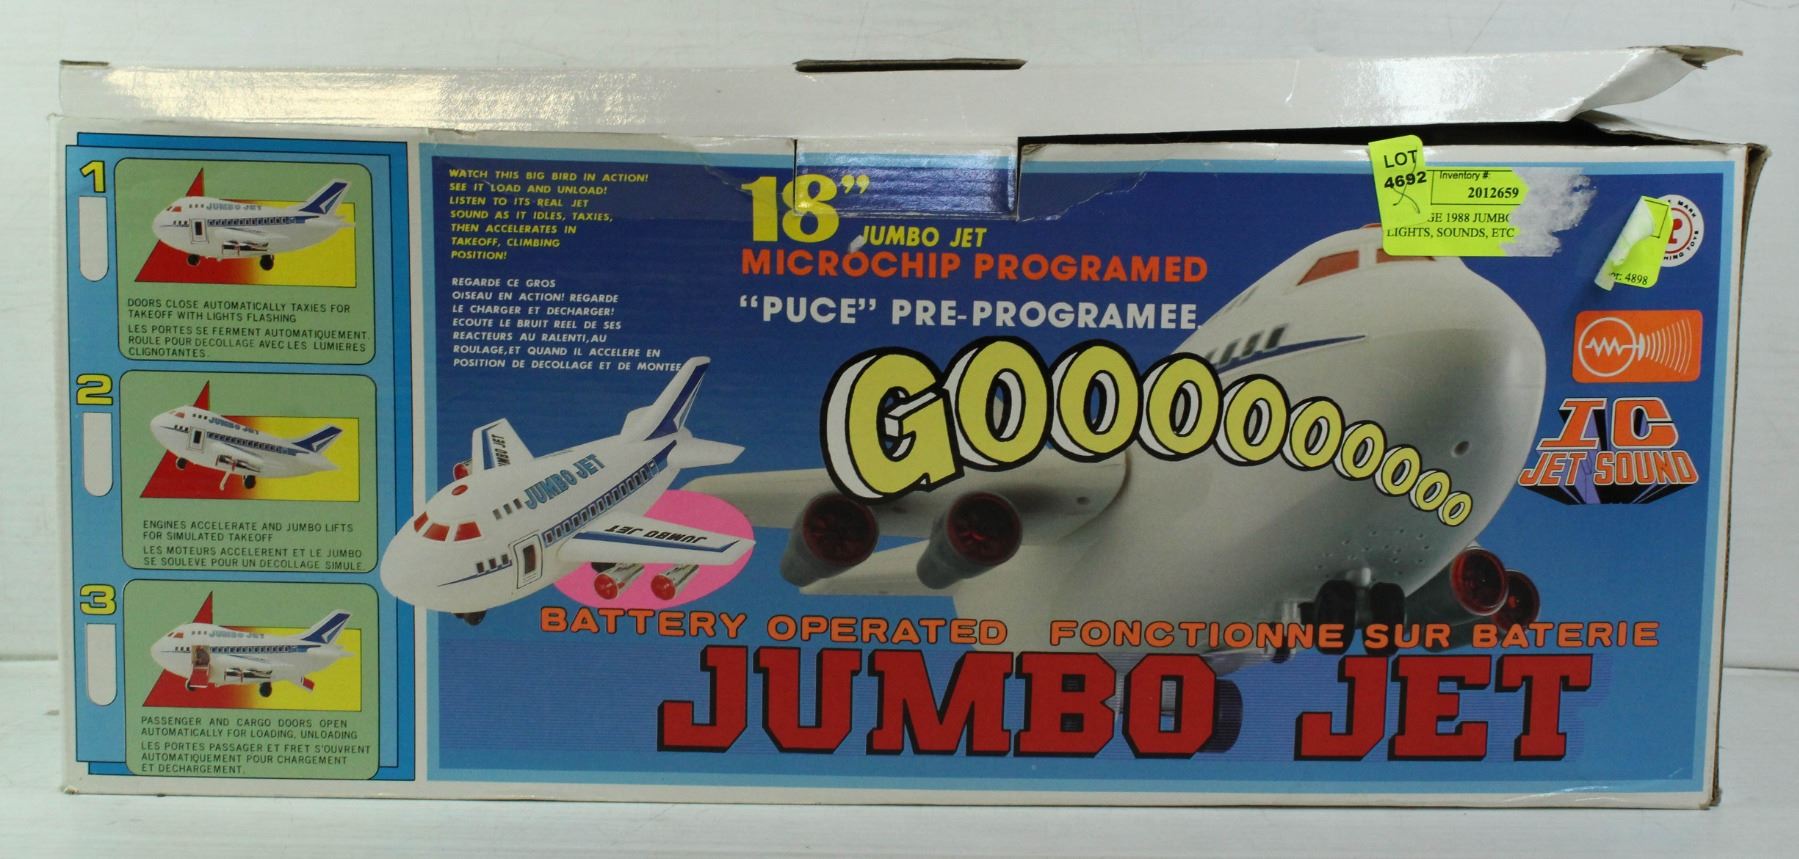 1
DOORS CLOSE AUTOMATICALLY TAXIES FOR
TAKEOFF WITH LIGHTS FLASHING
LES PORTES SE FERMENT AUTOMATIQUEMENT.
ROULE POUR DECOLLAGE AVEC LES LUMIERES
CLIGNOTANTES.
2
ENGINES ACCELERATE AND JUMBO LIFTS
FOR SIMULATED TAKEOFF
LES MOTEURS ACCELERENT ET LE JUMBO
SE SOULEVE POUR UN DECOLLAGE SIMULE.
3
JUMBO JET
PASSENGER AND CARGO DOORS OPEN
AUTOMATICALLY FOR LOADING, UNLOADING
LES PORTES PASSAGER ET FRET S'OUVRENT
AUTOMATIQUEMENT POUR CHARGEMENT
ET DECHARGEMENT.
WATCH THIS BIG BIRD IN ACTION!
SEE IT LOAD AND UNLOAD!
LISTEN TO ITS REAL JET
SOUND AS IT IDLES, TAXIES,
THEN ACCELERATES IN
TAKEOFF, CLIMBING
POSITION!
REGARDE CE GROS
OISEAU EN ACTION! REGARDE
LE CHARGER ET DECHARGER!
ECOUTE LE BRUIT REEL DE SES
REACTEURS AU RALENTI, AU
ROULAGE, ET QUAND IL ACCELERE EN
POSITION DE DECOLLAGE ET DE MONTEE
18" JUMBO JET
MICROCHIP PROGRAMED
"PUCE" PRE-PROGRAMEE
GOOOOOOOOOO
JUMBO JET
JUMBO JET
JUMBO JET
LOT
4692
Inventory #:
2012659
1988
LIGHTS, SOUNDS, ETC
4898
IC
JET SOUND
BATTERY OPERATED FONCTIONNE SUR BATERIE
JUMBO JET